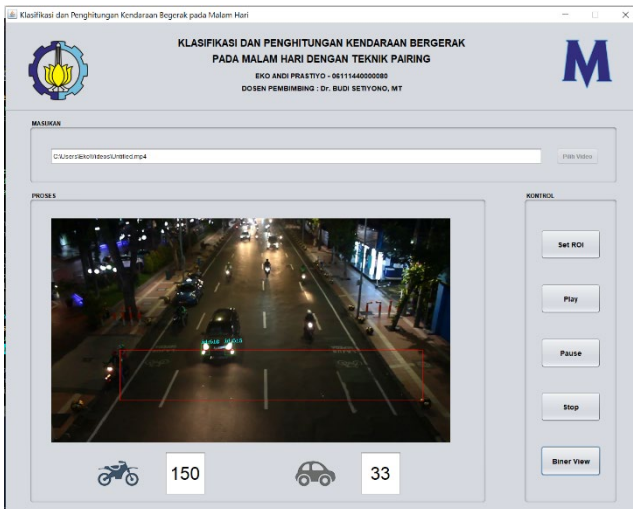 Klasifikasi dan Penghitungan Kendaraan Begerak pada Malam Hari
KLASIFIKASI DAN PENGHITUNGAN KENDARAAN BERGERAK
PADA MALAM HARI DENGAN TEKNIK PAIRING
EKO ANDI PRASTIYO - 06111440000080
DOSEN PEMBIMBING : Dr. BUDI SETIYONO, MT
M
MASUKAN
C:\Users\Eko\Videos\Untitled.mp4
Pilih Video
PROSES
KONTROL
Set ROI
Play
Pause
Stop
Biner View
150
33